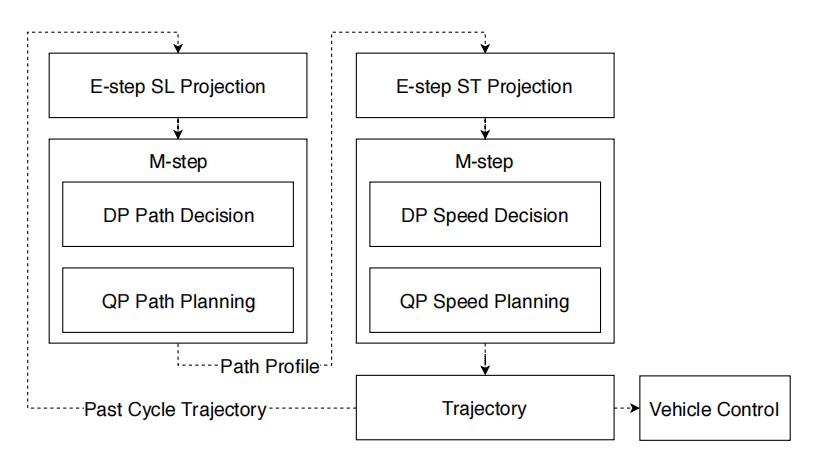 E-step SL Projection
M-step
DP Path Decision
QP Path Planning
Path Profile
E-step ST Projection
M-step
DP Speed Decision
QP Speed Planning
Trajectory
Past Cycle Trajectory
Vehicle Control